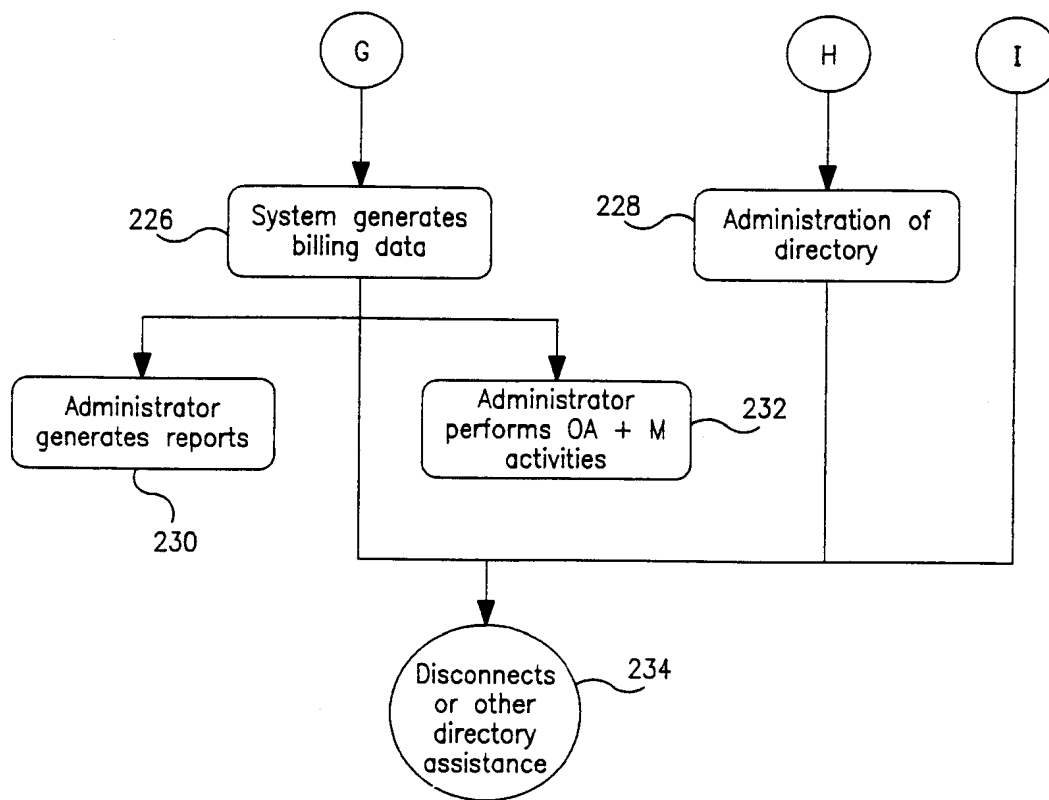 G
H
I
226
System generates
billing data
228
Administration of
directory
Administrator
generates reports
230
Administrator
performs OA + M
activities
232
Disconnects
or other
directory
assistance
234